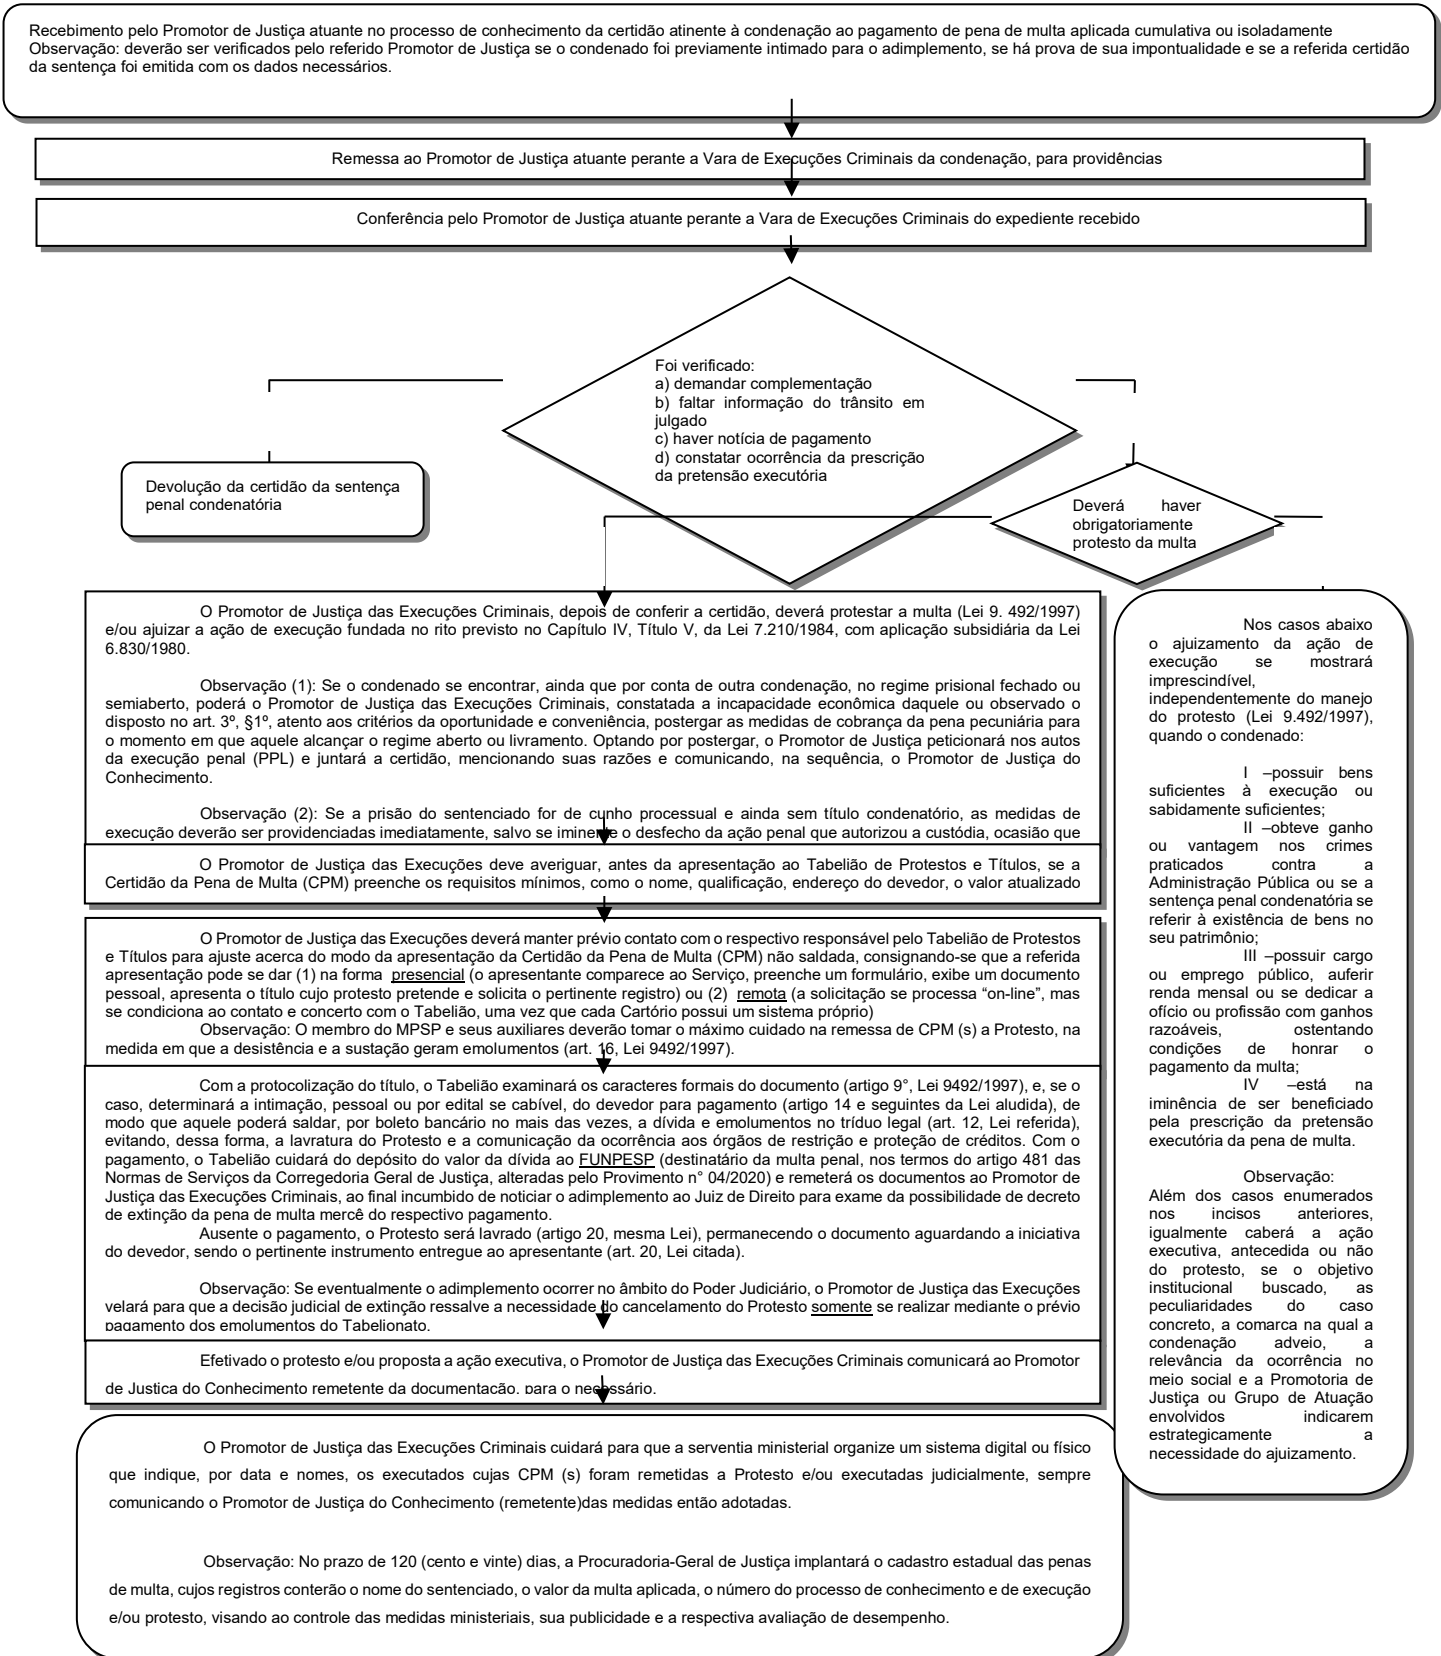 Recebimento pelo Promotor de Justiça atuante no processo de conhecimento da certidão atinente à condenação ao pagamento de pena de multa aplicada cumulativa ou isoladamente
Observação: deverão ser verificados pelo referido Promotor de Justiça se o condenado foi previamente intimado para o adimplemento, se há prova de sua impontualidade e se a referida certidão
da sentença foi emitida com os dados necessários.
Remessa ao Promotor de Justiça atuante perante a Vara de Execuções Criminais da condenação, para providências
Conferência pelo Promotor de Justiça atuante perante a Vara de Execuções Criminais do expediente recebido
Foi verificado:
a) demandar complementação
b) faltar informação do trânsito em
julgado
c) haver notícia de pagamento
d) constatar ocorrência da prescrição
da pretensão executória
Devolução da certidão da sentença
penal condenatória
Deverá haver
obrigatoriamente
protesto da multa
O Promotor de Justiça das Execuções Criminais, depois de conferir a certidão, deverá protestar a multa (Lei 9. 492/1997)
e/ou ajuizar a ação de execução fundada no rito previsto no Capítulo IV, Título V, da Lei 7.210/1984, com aplicação subsidiária da Lei
6.830/1980.
Observação (1): Se o condenado se encontrar, ainda que por conta de outra condenação, no regime prisional fechado ou
semiaberto, poderá o Promotor de Justiça das Execuções Criminais, constatada a incapacidade econômica daquele ou observado o
disposto no art. 3º, §1º, atento aos critérios da oportunidade e conveniência, postergar as medidas de cobrança da pena pecuniária para
o momento em que aquele alcançar o regime aberto ou livramento. Optando por postergar, o Promotor de Justiça peticionará nos autos
da execução penal (PPL) e juntará a certidão, mencionando suas razões e comunicando, na sequência, o Promotor de Justiça do
Conhecimento.
Observação (2): Se a prisão do sentenciado for de cunho processual e ainda sem título condenatório, as medidas de
execução deverão ser providenciadas imediatamente, salvo se iminente o desfecho da ação penal que autorizou a custódia, ocasião que
O Promotor de Justiça das Execuções deve averiguar, antes da apresentação ao Tabelião de Protestos e Títulos, se a
Certidão da Pena de Multa (CPM) preenche os requisitos mínimos, como o nome, qualificação, endereço do devedor, o valor atualizado
O Promotor de Justiça das Execuções deverá manter prévio contato com o respectivo responsável pelo Tabelião de Protestos
e Títulos para ajuste acerca do modo da apresentação da Certidão da Pena de Multa (CPM) não saldada, consignando-se que a referida
apresentação pode se dar (1) na forma presencial (o apresentante comparece ao Serviço, preenche um formulário, exibe um documento
pessoal, apresenta o título cujo protesto pretende e solicita o pertinente registro) ou (2) remota (a solicitação se processa “on-line”, mas
se condiciona ao contato e concerto com o Tabelião, uma vez que cada Cartório possui um sistema próprio)
Observação: O membro do MPSP e seus auxiliares deverão tomar o máximo cuidado na remessa de CPM (s) a Protesto, na
medida em que a desistência e a sustação geram emolumentos (art. 16, Lei 9492/1997).
Com a protocolização do título, o Tabelião examinará os caracteres formais do documento (artigo 9°, Lei 9492/1997), e, se o
caso, determinará a intimação, pessoal ou por edital se cabível, do devedor para pagamento (artigo 14 e seguintes da Lei aludida), de
modo que aquele poderá saldar, por boleto bancário no mais das vezes, a dívida e emolumentos no tríduo legal (art. 12, Lei referida),
evitando, dessa forma, a lavratura do Protesto e a comunicação da ocorrência aos órgãos de restrição e proteção de créditos. Com o
pagamento, o Tabelião cuidará do depósito do valor da dívida ao FUNPESP (destinatário da multa penal, nos termos do artigo 481 das
Normas de Serviços da Corregedoria Geral de Justiça, alteradas pelo Provimento n° 04/2020) e remeterá os documentos ao Promotor de
Justiça das Execuções Criminais, ao final incumbido de noticiar o adimplemento ao Juiz de Direito para exame da possibilidade de decreto
de extinção da pena de multa mercê do respectivo pagamento.
Ausente o pagamento, o Protesto será lavrado (artigo 20, mesma Lei), permanecendo o documento aguardando a iniciativa
do devedor, sendo o pertinente instrumento entregue ao apresentante (art. 20, Lei citada).
Observação: Se eventualmente o adimplemento ocorrer no âmbito do Poder Judiciário, o Promotor de Justiça das Execuções
velará para que a decisão judicial de extinção ressalve a necessidade do cancelamento do Protesto somente se realizar mediante o prévio
pagamento dos emolumentos do Tabelionato.
Efetivado o protesto e/ou proposta a ação executiva, o Promotor de Justiça das Execuções Criminais comunicará ao Promotor
de Justiça do Conhecimento remetente da documentação, para o necessário.
O Promotor de Justiça das Execuções Criminais cuidará para que a serventia ministerial organize um sistema digital ou físico
que indique, por data e nomes, os executados cujas CPM (s) foram remetidas a Protesto e/ou executadas judicialmente, sempre
comunicando o Promotor de Justiça do Conhecimento (remetente)das medidas então adotadas.
Observação: No prazo de 120 (cento e vinte) dias, a Procuradoria-Geral de Justiça implantará o cadastro estadual das penas
de multa, cujos registros conterão o nome do sentenciado, o valor da multa aplicada, o número do processo de conhecimento e de execução
e/ou protesto, visando ao controle das medidas ministeriais, sua publicidade e a respectiva avaliação de desempenho.
Nos casos abaixo
o ajuizamento da ação de
execução se mostrará
imprescindível,
independentemente do manejo
do protesto (Lei 9.492/1997),
quando o condenado:
I –possuir bens
suficientes à execução ou
sabidamente suficientes;
II –obteve ganho
ou vantagem nos crimes
praticados contra a
Administração Pública ou se a
sentença penal condenatória se
referir à existência de bens no
seu patrimônio;
III –possuir cargo
ou emprego público, auferir
renda mensal ou se dedicar a
ofício ou profissão com ganhos
razoáveis, ostentando
condições de honrar o
pagamento da multa;
IV –está na
iminência de ser beneficiado
pela prescrição da pretensão
executória da pena de multa.
Observação:
Além dos casos enumerados
nos incisos anteriores,
igualmente caberá a ação
executiva, antecedida ou não
do protesto, se o objetivo
institucional buscado, as
peculiaridades do caso
concreto, a comarca na qual a
condenação adveio, a
relevância da ocorrência no
meio social e a Promotoria de
Justiça ou Grupo de Atuação
envolvidos indicarem
estrategicamente a
necessidade do ajuizamento.